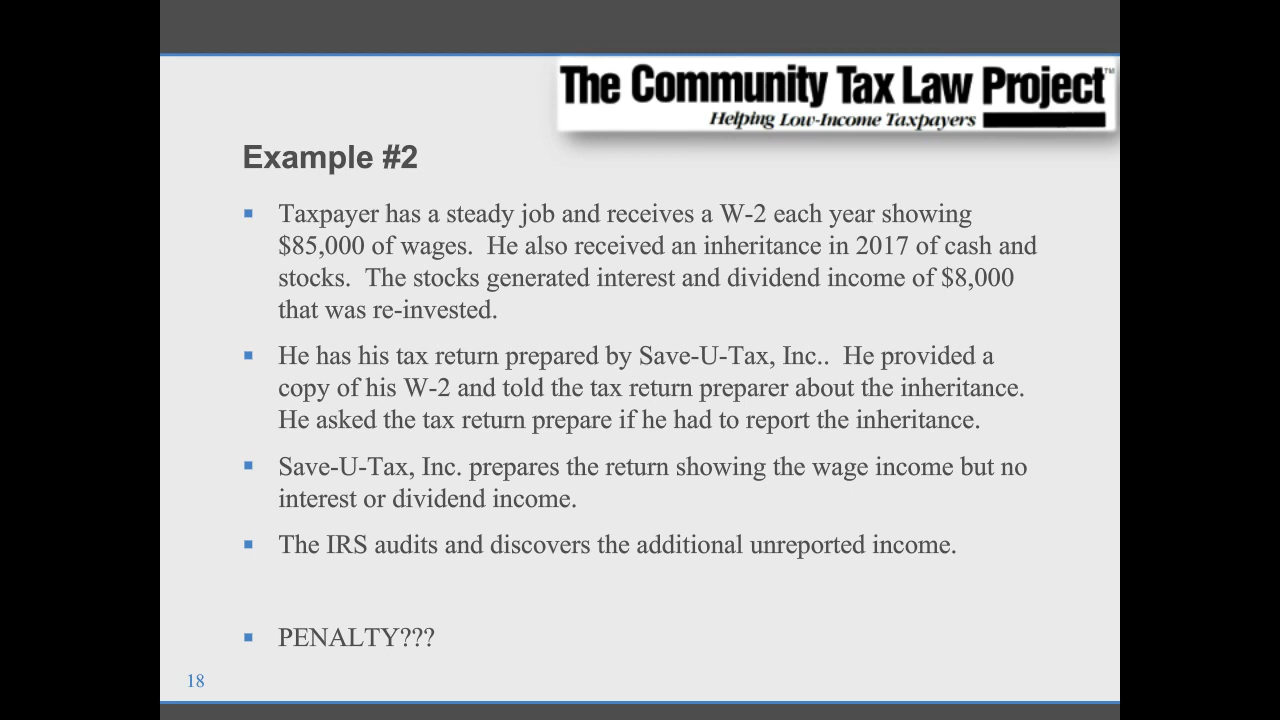 The Community Tax Law Project™
Helping Low-Income Taxpayers
Example #2
▪ Taxpayer has a steady job and receives a W-2 each year showing
$85,000 of wages.  He also received an inheritance in 2017 of cash and
stocks.  The stocks generated interest and dividend income of $8,000
that was re-invested.
▪ He has his tax return prepared by Save-U-Tax, Inc..  He provided a
copy of his W-2 and told the tax return preparer about the inheritance.
He asked the tax return prepare if he had to report the inheritance.
▪ Save-U-Tax, Inc. prepares the return showing the wage income but no
interest or dividend income.
▪ The IRS audits and discovers the additional unreported income.
▪ PENALTY???
18